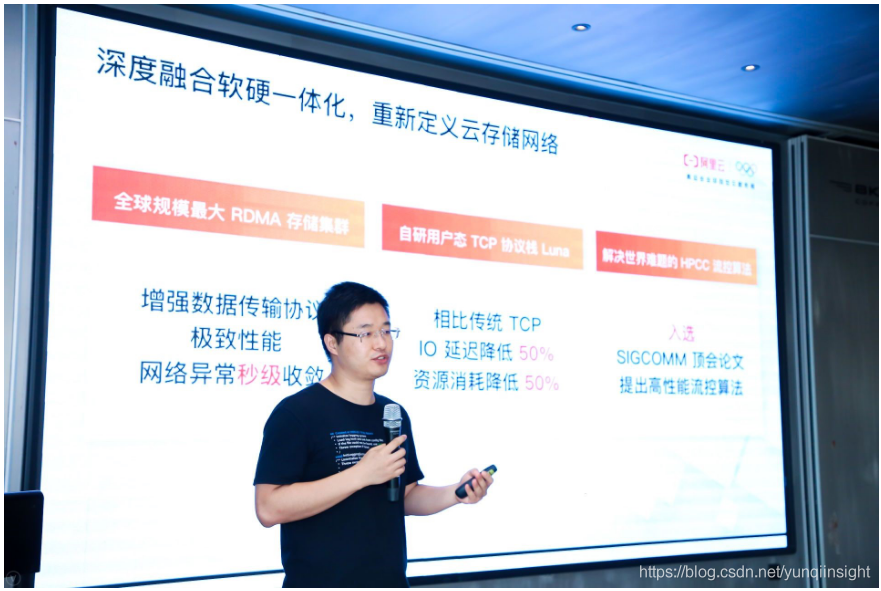 深度融合软硬一体化，重新定义云存储网络
阿里云
全球规模最大 RDMA 存储集群
自研用户态 TCP 协议栈 Luna
解决世界难题的 HPCC 流控算法
增强数据传输协议
极致性能
网络异常秒级收敛
相比传统 TCP
IO 延迟降低 50%
资源消耗降低 50%
入选
SIGCOMM 顶会论文
提出高性能流控算法
https://blog.csdn.net/yunqiinsight